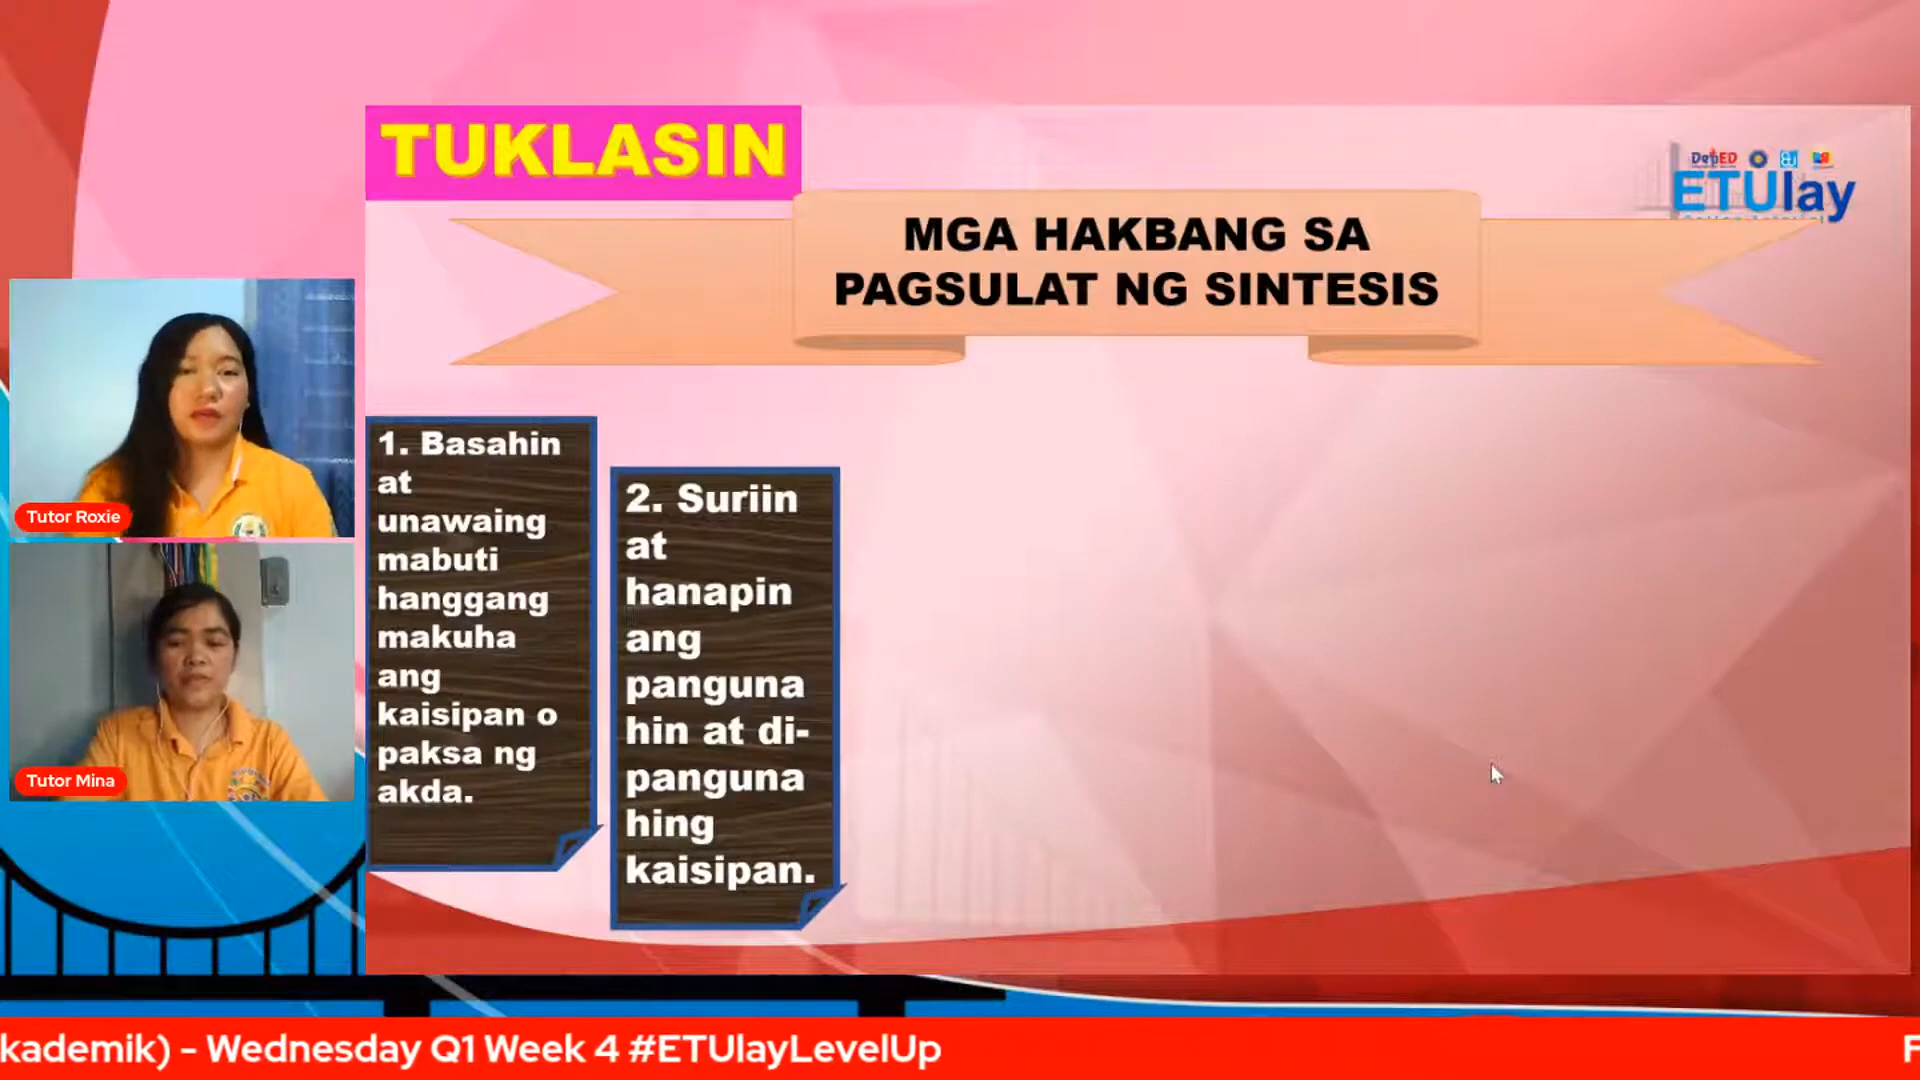 TUKLASIN
DepED
ETUlay
MGA HAKBANG SA
PAGSULAT NG SINTESIS
1. Basahin
at
unawaing
mabuti
hanggang
makuha
ang
kaisipan o
paksa ng
akda.
2. Suriin
at
hanapin
ang
panguna
hin at di-
panguna
hing
kaisipan.
Tutor Roxie
Tutor Mina
kademik) - Wednesday Q1 Week 4 #ETUlayLevelUp
F